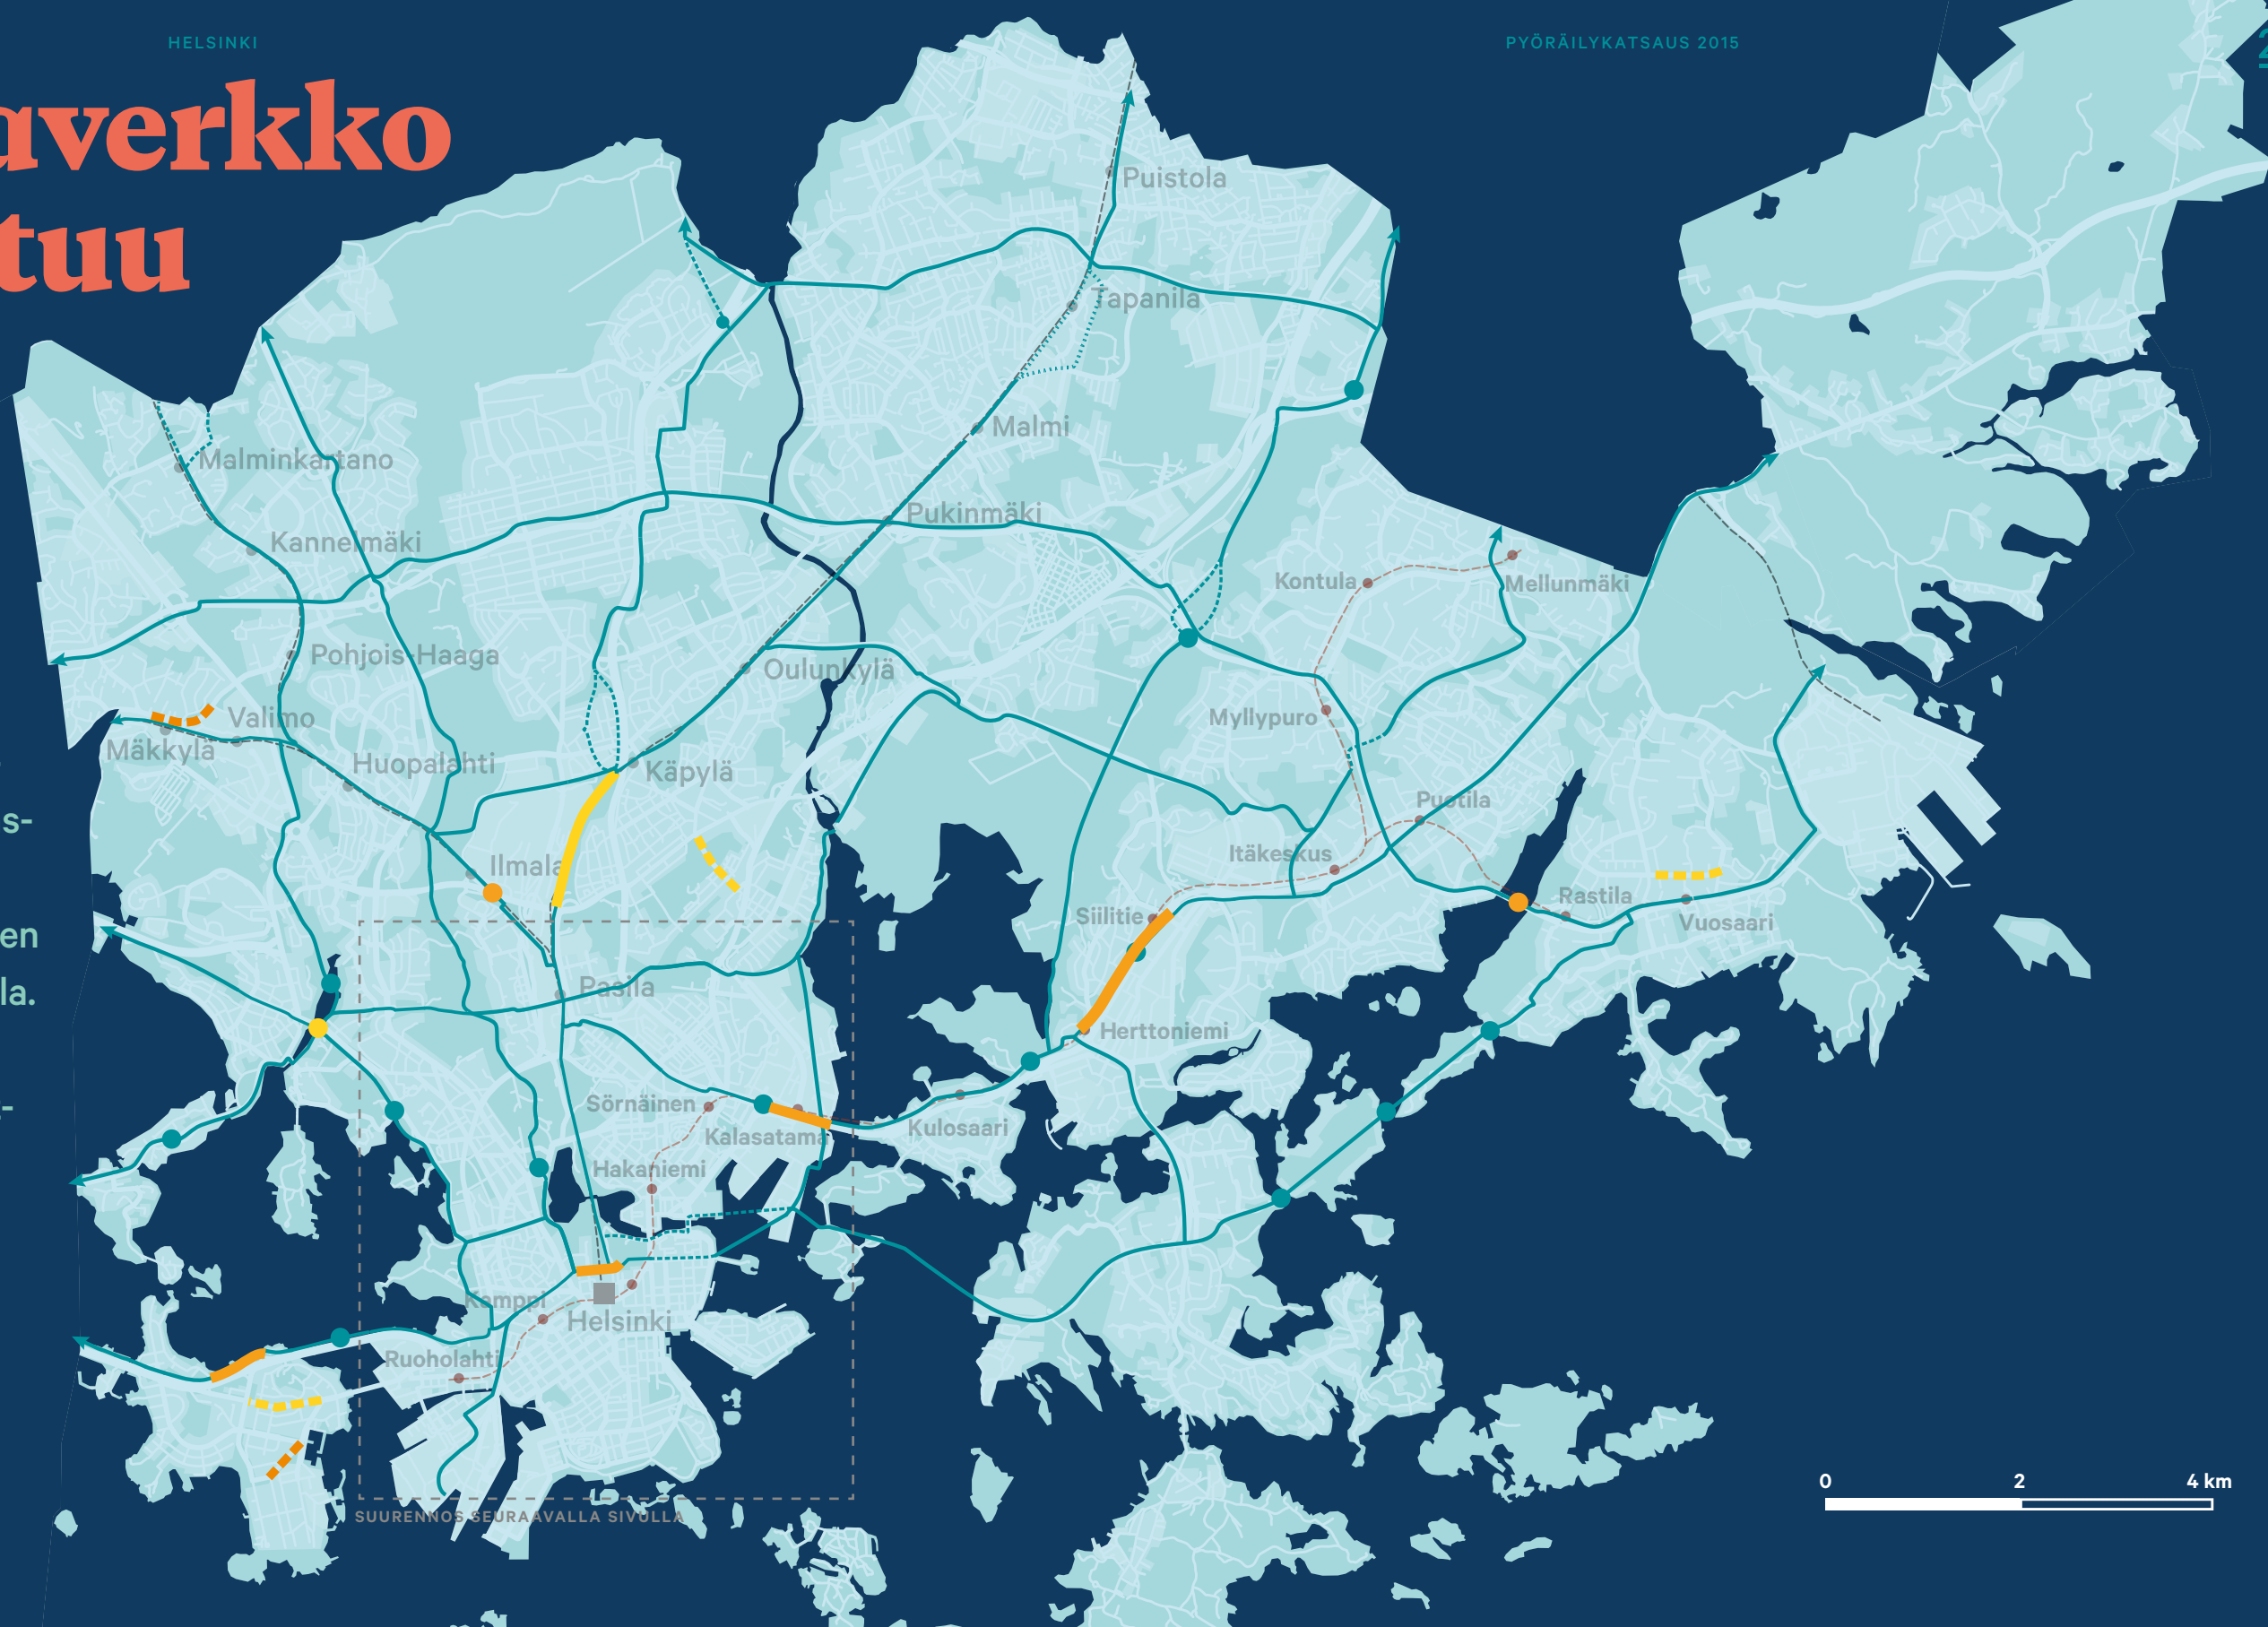 HELSINKI
PYÖRÄILYKATSAUS 2015
averkko
tuu
Puistola
Tapanila
Malmi
Malminkartano
Pukinmäki
Kannelmäki
Kontula
Mellunmäki
Pohjois-Haaga
Oulunkylä
Valimo
Myllypuro
Mäkkylä
Huopalahti
Käpylä
Puotila
s-
Itäkeskus
Ilmala
Rastila
Siilitie
Vuosaari
en
Pasila
la.
Herttoniemi
Sörnäinen
t-
Kulosaari
Kalasatama
Hakaniemi
Kamppi
Helsinki
Ruoholahti
0 2 4 km
SUURENNOS SEURAAVALLA SIVULLA